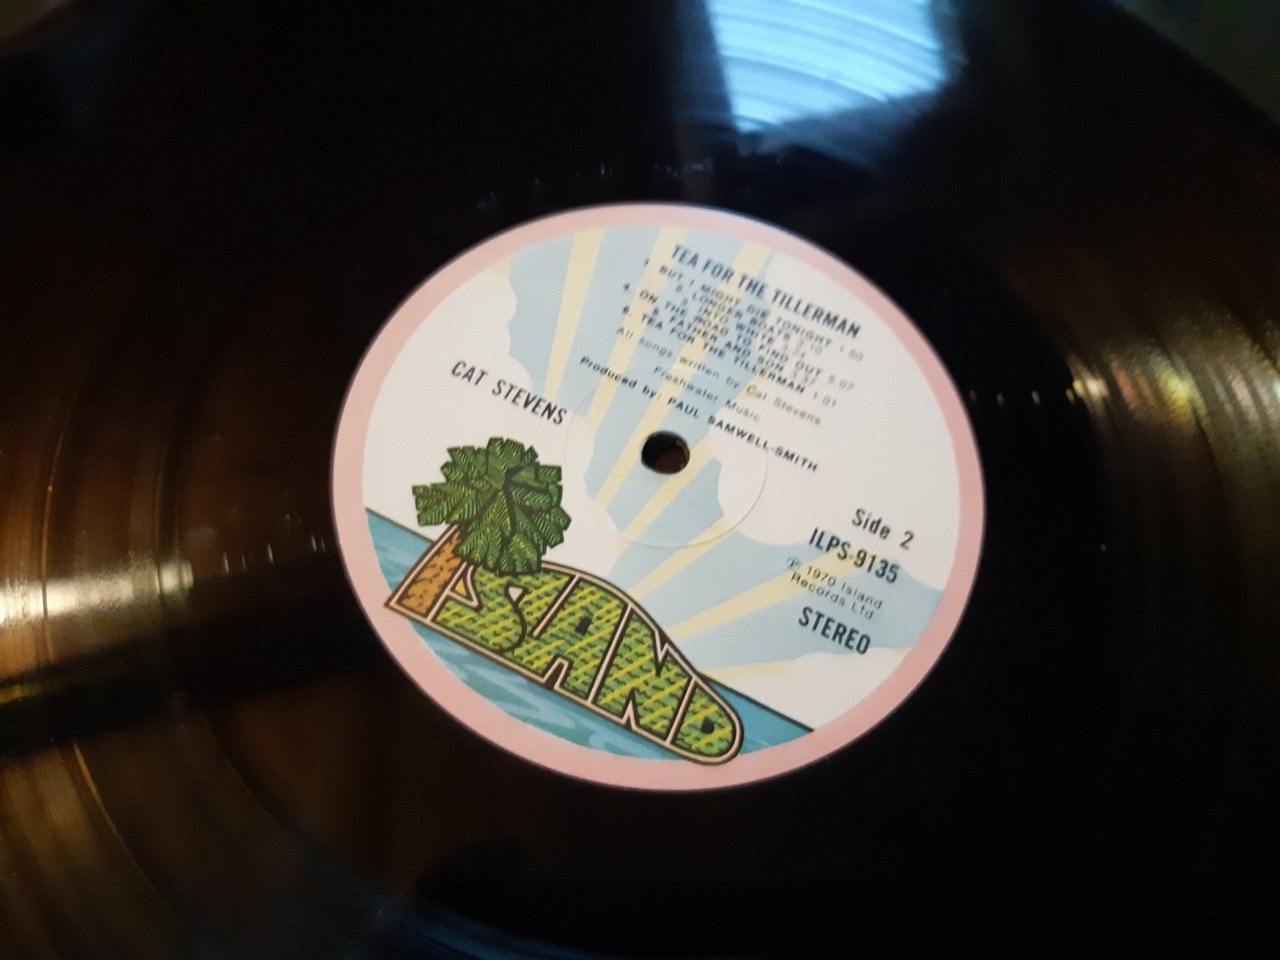 TEA FOR THE TILLERMAN
1. BUT I MIGHT DIE TONIGHT 1.50
2. LONGER BOATS 3.10
3. INTO WHITE 3.24
4. ON THE ROAD TO FIND OUT 5.07
5. FATHER AND SON 3.37
6. TEA FOR THE TILLERMAN 1.01
All songs written by Cat Stevens
Freshwater Music
Produced by: PAUL SAMWELL-SMITH
CAT STEVENS
Side 2
ILPS-9135
℗ 1970 Island
Records Ltd.
STEREO
ISLAND